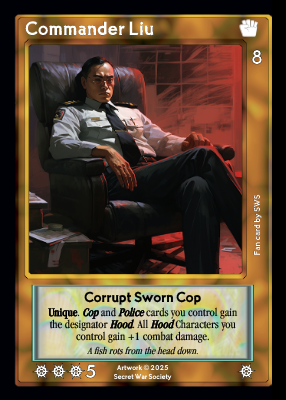 Commander Liu
8
Fan card by SWS
Corrupt Sworn Cop
Unique. Cop and Police cards you control gain
the designator Hood. All Hood Characters you
control gain +1 combat damage.
A fish rots from the head down.
5
Artwork © 2025
Secret War Society